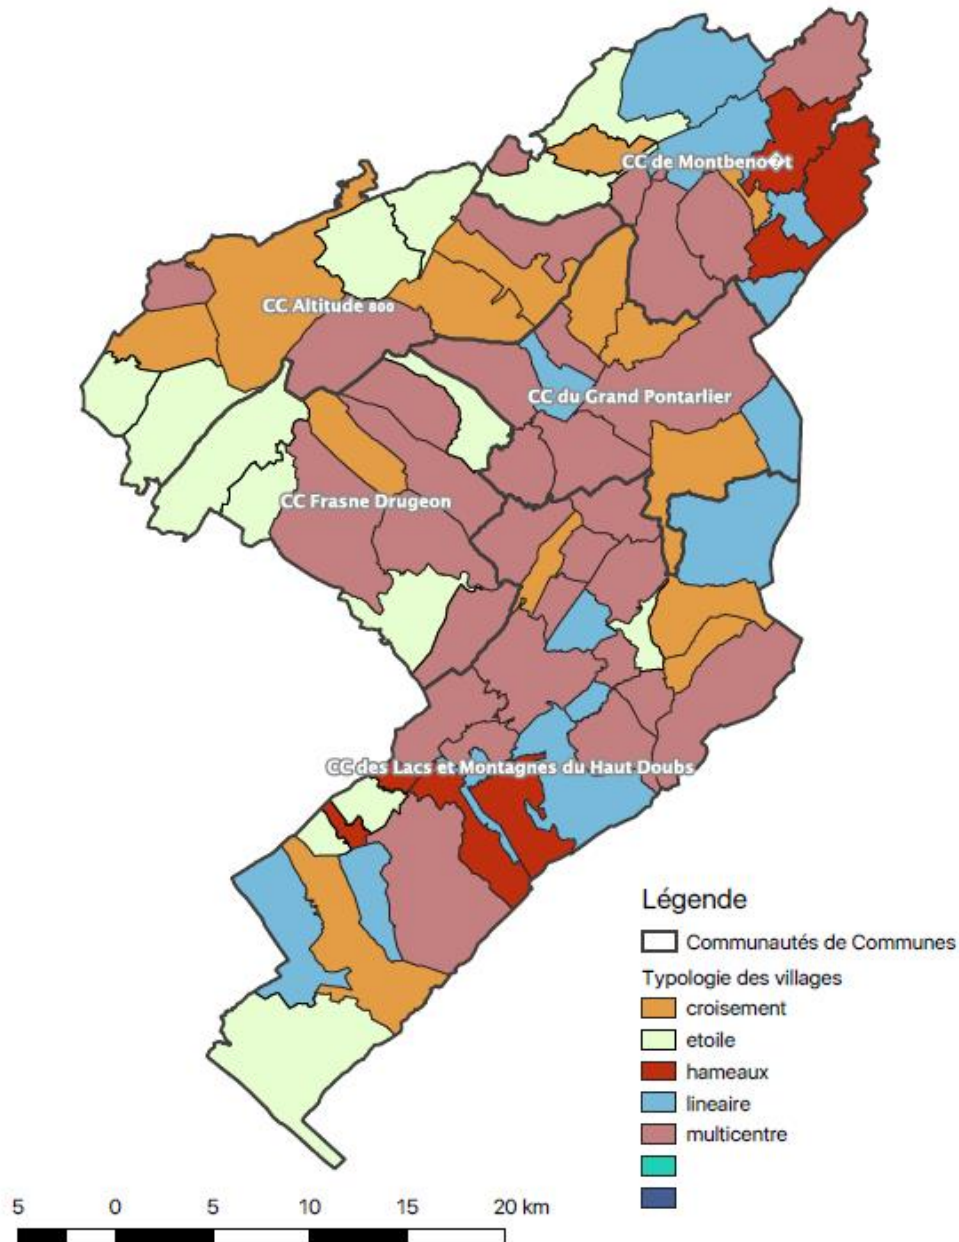 CC de Montbeno�t
CC Altitude 800
CC du Grand Pontarlier
CC Frasne Drugeon
CC des Lacs et Montagnes du Haut Doubs
Légende
Communautés de Communes
Typologie des villages
croisement
etoile
hameaux
lineaire
multicentre
5 0 5 10 15 20 km